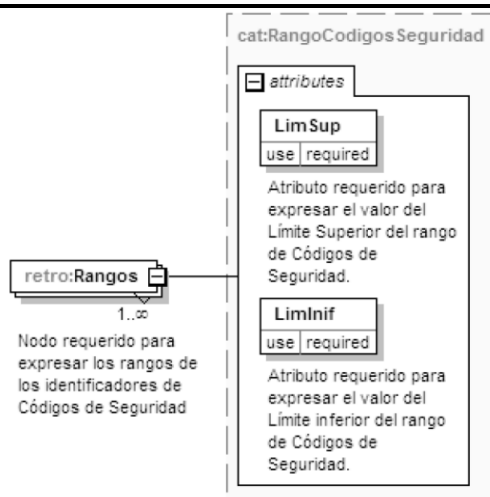 cat:RangoCodigosSeguridad
attributes
LimSup
use required
Atributo requerido para
expresar el valor del
Límite Superior del rango
de Códigos de
Seguridad.
retro:Rangos
1..∞
Nodo requerido para
expresar los rangos de
los identificadores de
Códigos de Seguridad
LimInif
use required
Atributo requerido para
expresar el valor del
Límite inferior del rango
de Códigos de
Seguridad.